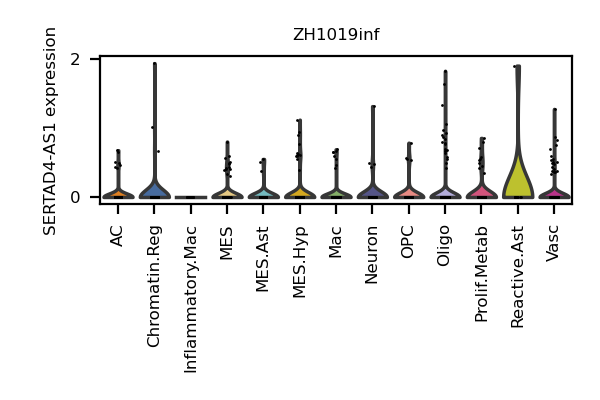 ZH1019inf
SERTAD4-AS1 expression
2
0
AC
Chromatin.Reg
Inflammatory.Mac
MES
MES.Ast
MES.Hyp
Mac
Neuron
OPC
Oligo
Prolif.Metab
Reactive.Ast
Vasc